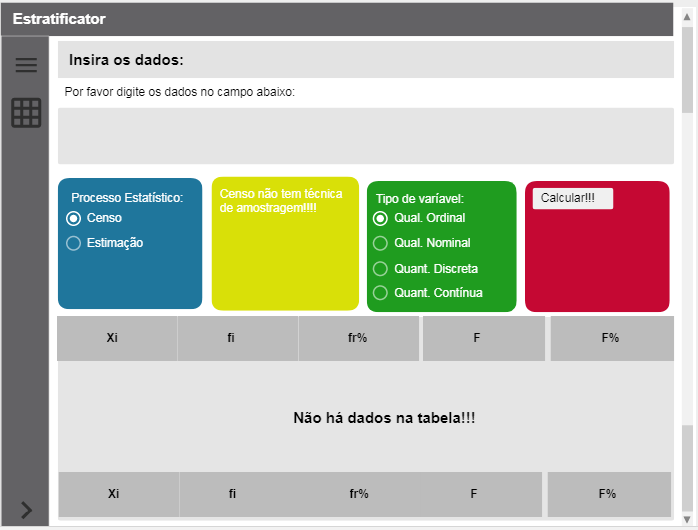 Estratificator
Insira os dados:
Por favor digite os dados no campo abaixo:
Processo Estatístico:
Censo
Estimação
Censo não tem técnica
de amostragem!!!!
Tipo de varíavel:
Qual. Ordinal
Qual. Nominal
Quant. Discreta
Quant. Contínua
Calcular!!!
Xi fi fr% F F%
Não há dados na tabela!!!
Xi fi fr% F F%